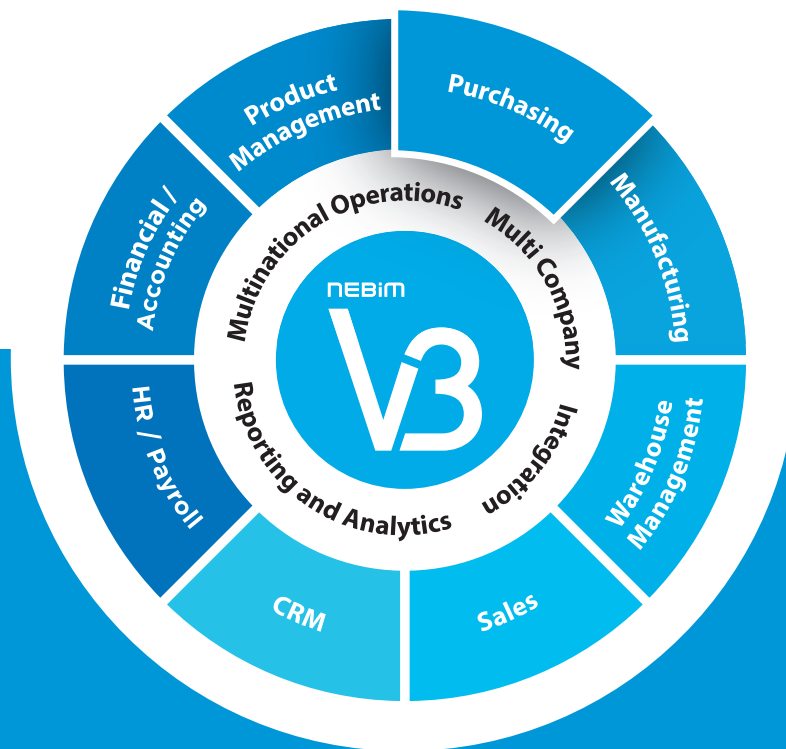 Product
Management
Purchasing
Manufacturing
Warehouse
Management
Sales
CRM
HR / Payroll
Financial /
Accounting
Multinational Operations
Multi Company
Integration
Reporting and Analytics
NEBiM
V3